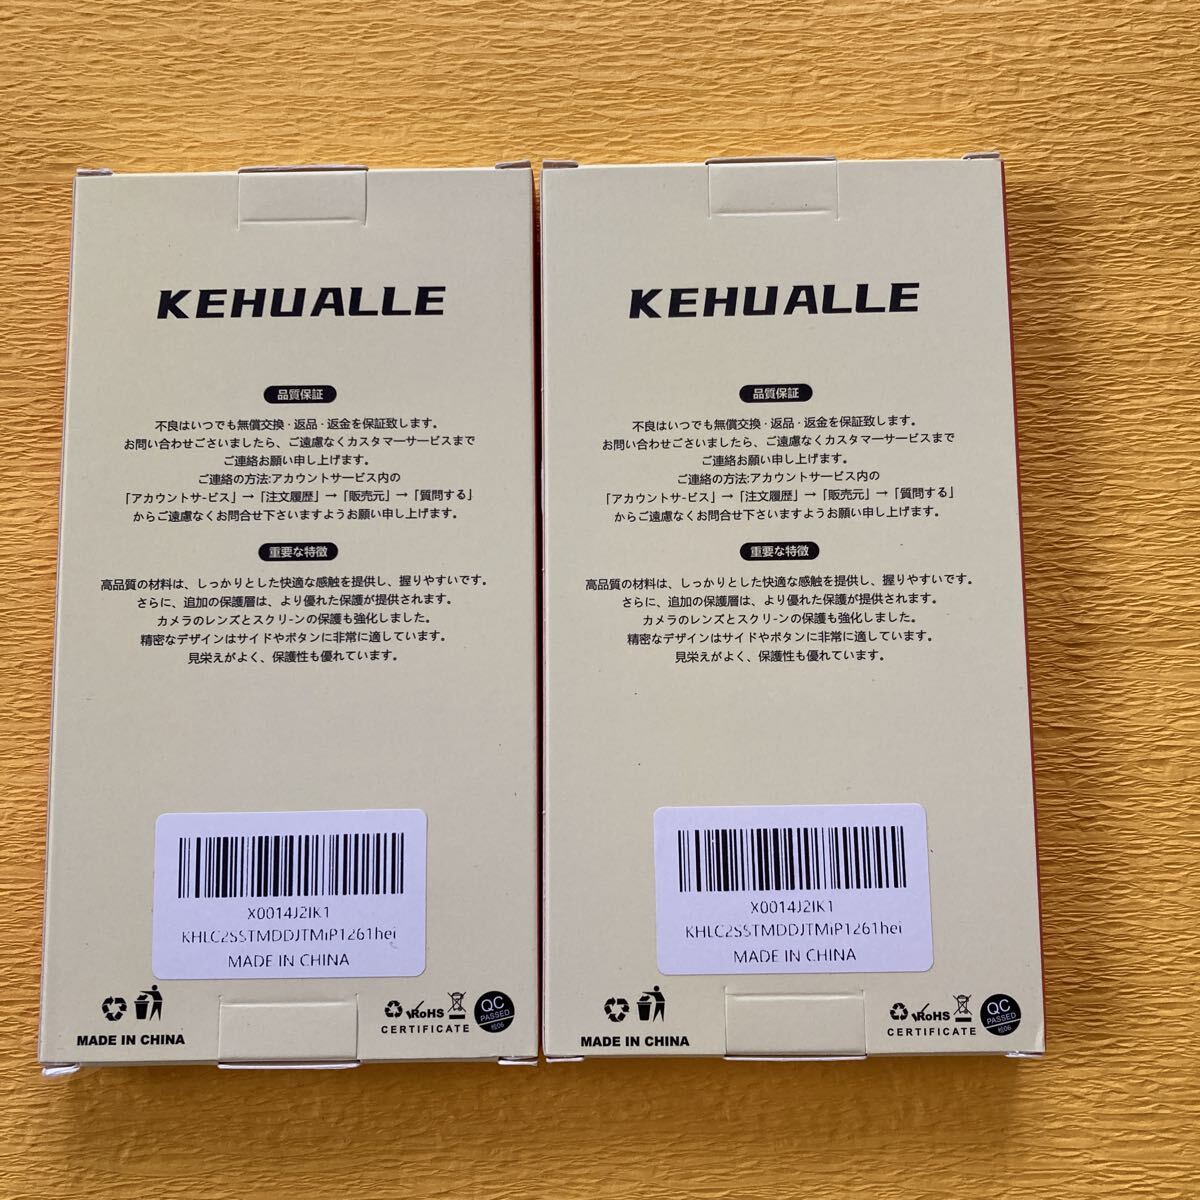 KEHUALLE
品質保証
不良はいつでも無償交換・返品・返金を保証致します。
お問い合わせございましたら、ご遠慮なくカスタマーサービスまで
ご連絡お願い申し上げます。
ご連絡の方法:アカウントサービス内の
「アカウントサ-ビス」→「注文履歴」→「販売元」→「質問する」
からご遠慮なくお問合せ下さいますようお願い申し上げます。
重要な特徴
高品質の材料は、しっかりとした快適な感触を提供し、握りやすいです。
さらに、追加の保護層は、より優れた保護が提供されます。
カメラのレンズとスクリ-ンの保護も強化しました。
精密なデザインはサイドやボタンに非常に適しています。
見栄えがよく、保護性も優れています。
X0014J2IK1
KHLC2SSTMDDJTMiP1261hei
MADE IN CHINA
MADE IN CHINA
RoHS
CERTIFICATE
QC
PASSED
检06
KEHUALLE
品質保証
不良はいつでも無償交換・返品・返金を保証致します。
お問い合わせございましたら、ご遠慮なくカスタマーサービスまで
ご連絡お願い申し上げます。
ご連絡の方法:アカウントサービス内の
「アカウントサ-ビス」→「注文履歴」→「販売元」→「質問する」
からご遠慮なくお問合せ下さいますようお願い申し上げます。
重要な特徴
高品質の材料は、しっかりとした快適な感触を提供し、握りやすいです。
さらに、追加の保護層は、より優れた保護が提供されます。
カメラのレンズとスクリ-ンの保護も強化しました。
精密なデザインはサイドやボタンに非常に適しています。
見栄えがよく、保護性も優れています。
X0014J2IK1
KHLC2SSTMDDJTMiP1261hei
MADE IN CHINA
MADE IN CHINA
RoHS
CERTIFICATE
QC
PASSED
检06